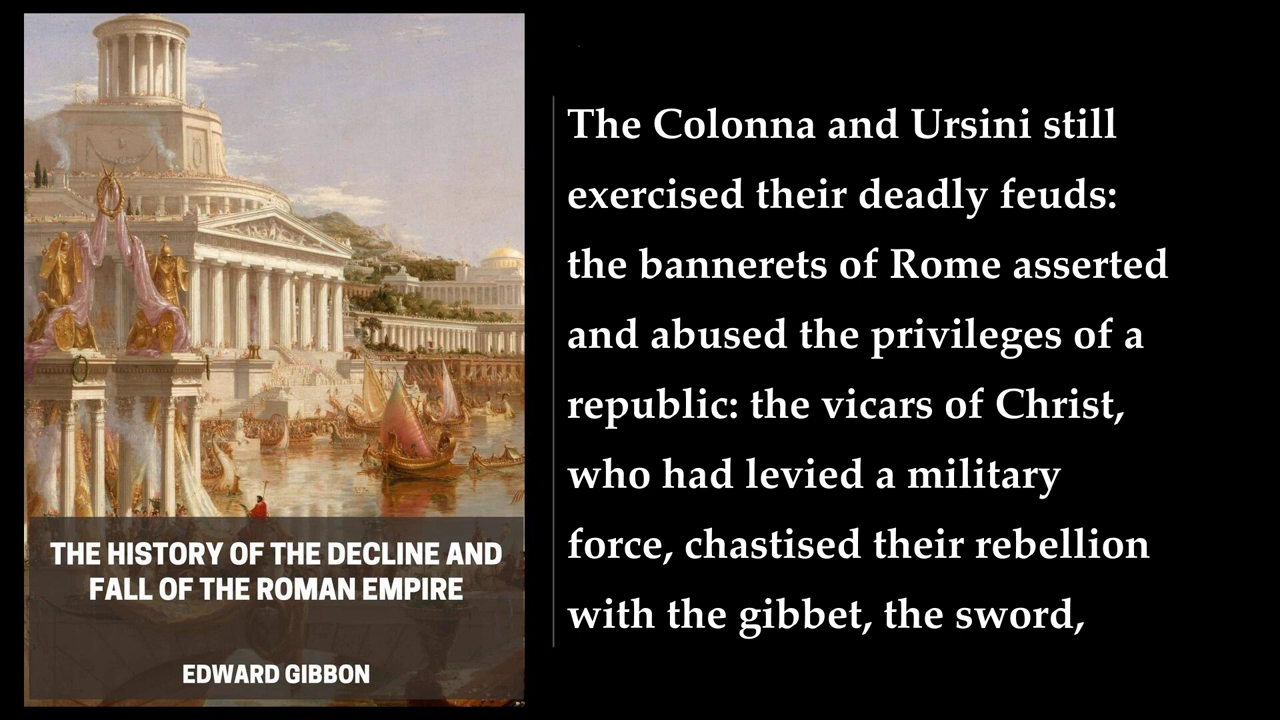 THE HISTORY OF THE DECLINE AND
FALL OF THE ROMAN EMPIRE
EDWARD GIBBON
The Colonna and Ursini still
exercised their deadly feuds:
the bannerets of Rome asserted
and abused the privileges of a
republic: the vicars of Christ,
who had levied a military
force, chastised their rebellion
with the gibbet, the sword,